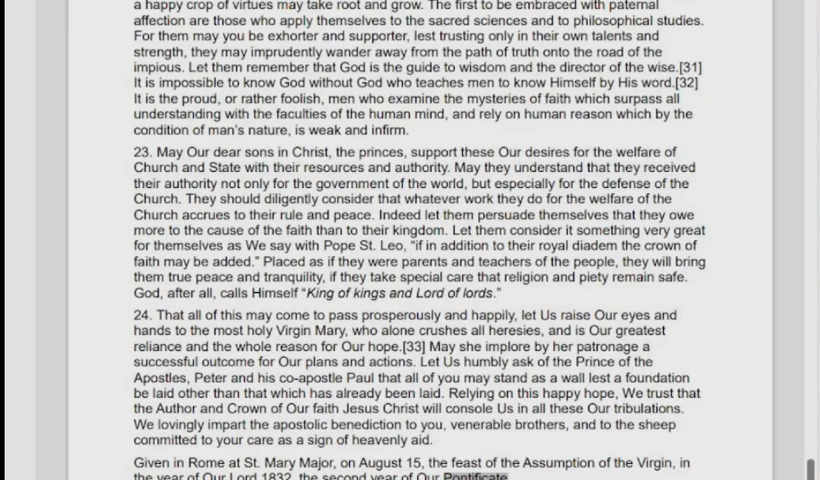 a happy crop of virtues may take root and grow. The first to be embraced with paternal
affection are those who apply themselves to the sacred sciences and to philosophical studies.
For them may you be exhorter and supporter, lest trusting only in their own talents and
strength, they may imprudently wander away from the path of truth onto the road of the
impious. Let them remember that God is the guide to wisdom and the director of the wise.[31]
It is impossible to know God without God who teaches men to know Himself by His word.[32]
It is the proud, or rather foolish, men who examine the mysteries of faith which surpass all
understanding with the faculties of the human mind, and rely on human reason which by the
condition of man's nature, is weak and infirm.
23. May Our dear sons in Christ, the princes, support these Our desires for the welfare of
Church and State with their resources and authority. May they understand that they received
their authority not only for the government of the world, but especially for the defense of the
Church. They should diligently consider that whatever work they do for the welfare of the
Church accrues to their rule and peace. Indeed let them persuade themselves that they owe
more to the cause of the faith than to their kingdom. Let them consider it something very great
for themselves as We say with Pope St. Leo, “if in addition to their royal diadem the crown of
faith may be added.” Placed as if they were parents and teachers of the people, they will bring
them true peace and tranquility, if they take special care that religion and piety remain safe.
God, after all, calls Himself “King of kings and Lord of lords.”
24. That all of this may come to pass prosperously and happily, let Us raise Our eyes and
hands to the most holy Virgin Mary, who alone crushes all heresies, and is Our greatest
reliance and the whole reason for Our hope.[33] May she implore by her patronage a
successful outcome for Our plans and actions. Let Us humbly ask of the Prince of the
Apostles, Peter and his co-apostle Paul that all of you may stand as a wall lest a foundation
be laid other than that which has already been laid. Relying on this happy hope, We trust that
the Author and Crown of Our faith Jesus Christ will console Us in all these Our tribulations.
We lovingly impart the apostolic benediction to you, venerable brothers, and to the sheep
committed to your care as a sign of heavenly aid.
Given in Rome at St. Mary Major, on August 15, the feast of the Assumption of the Virgin, in
the year of Our Lord 1832, the second year of Our Pontificate